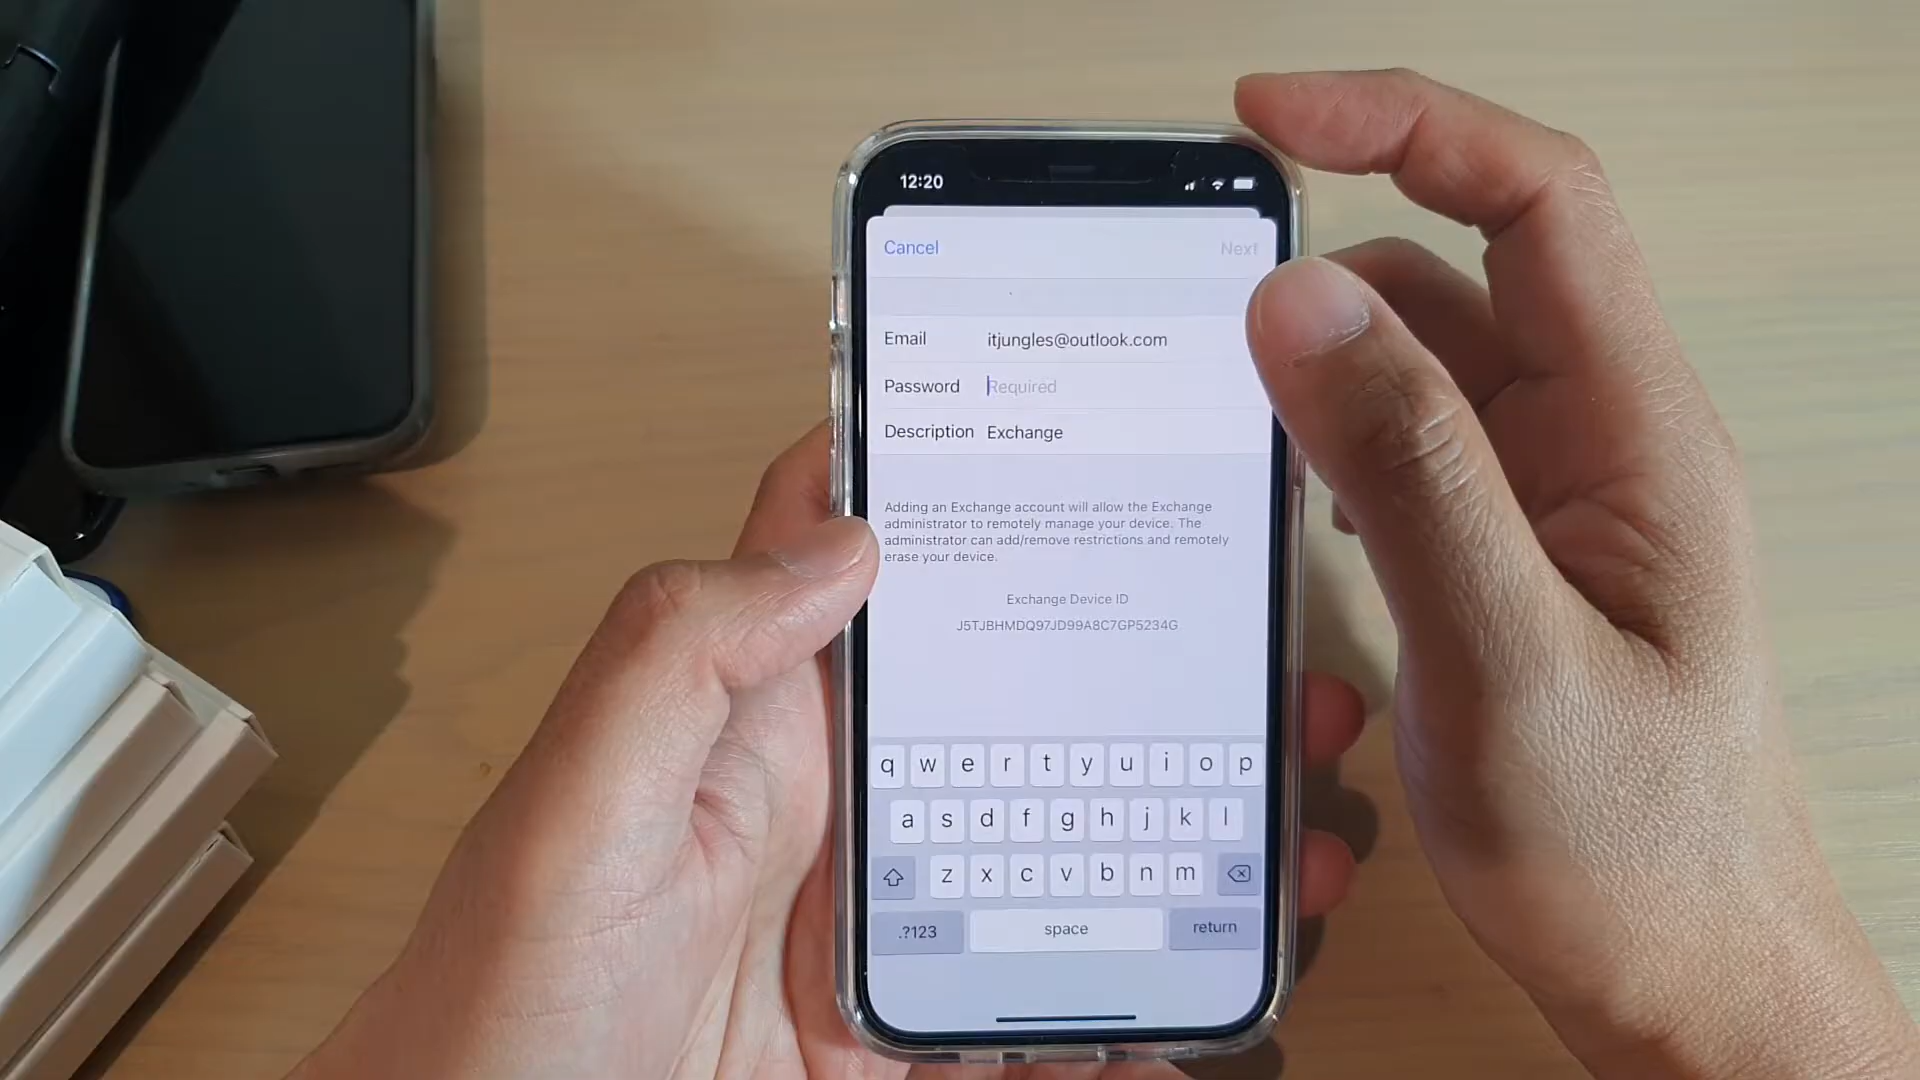 12:20
Cancel Next
Email itjungles@outlook.com
Password Required
Description Exchange
Adding an Exchange account will allow the Exchange
administrator to remotely manage your device. The
administrator can add/remove restrictions and remotely
erase your device.
Exchange Device ID
J5TJBHMDQ97JD99A8C7GP5234G
q w e r t y u i o p
a s d f g h j k l
z x c v b n m
.?123 space return